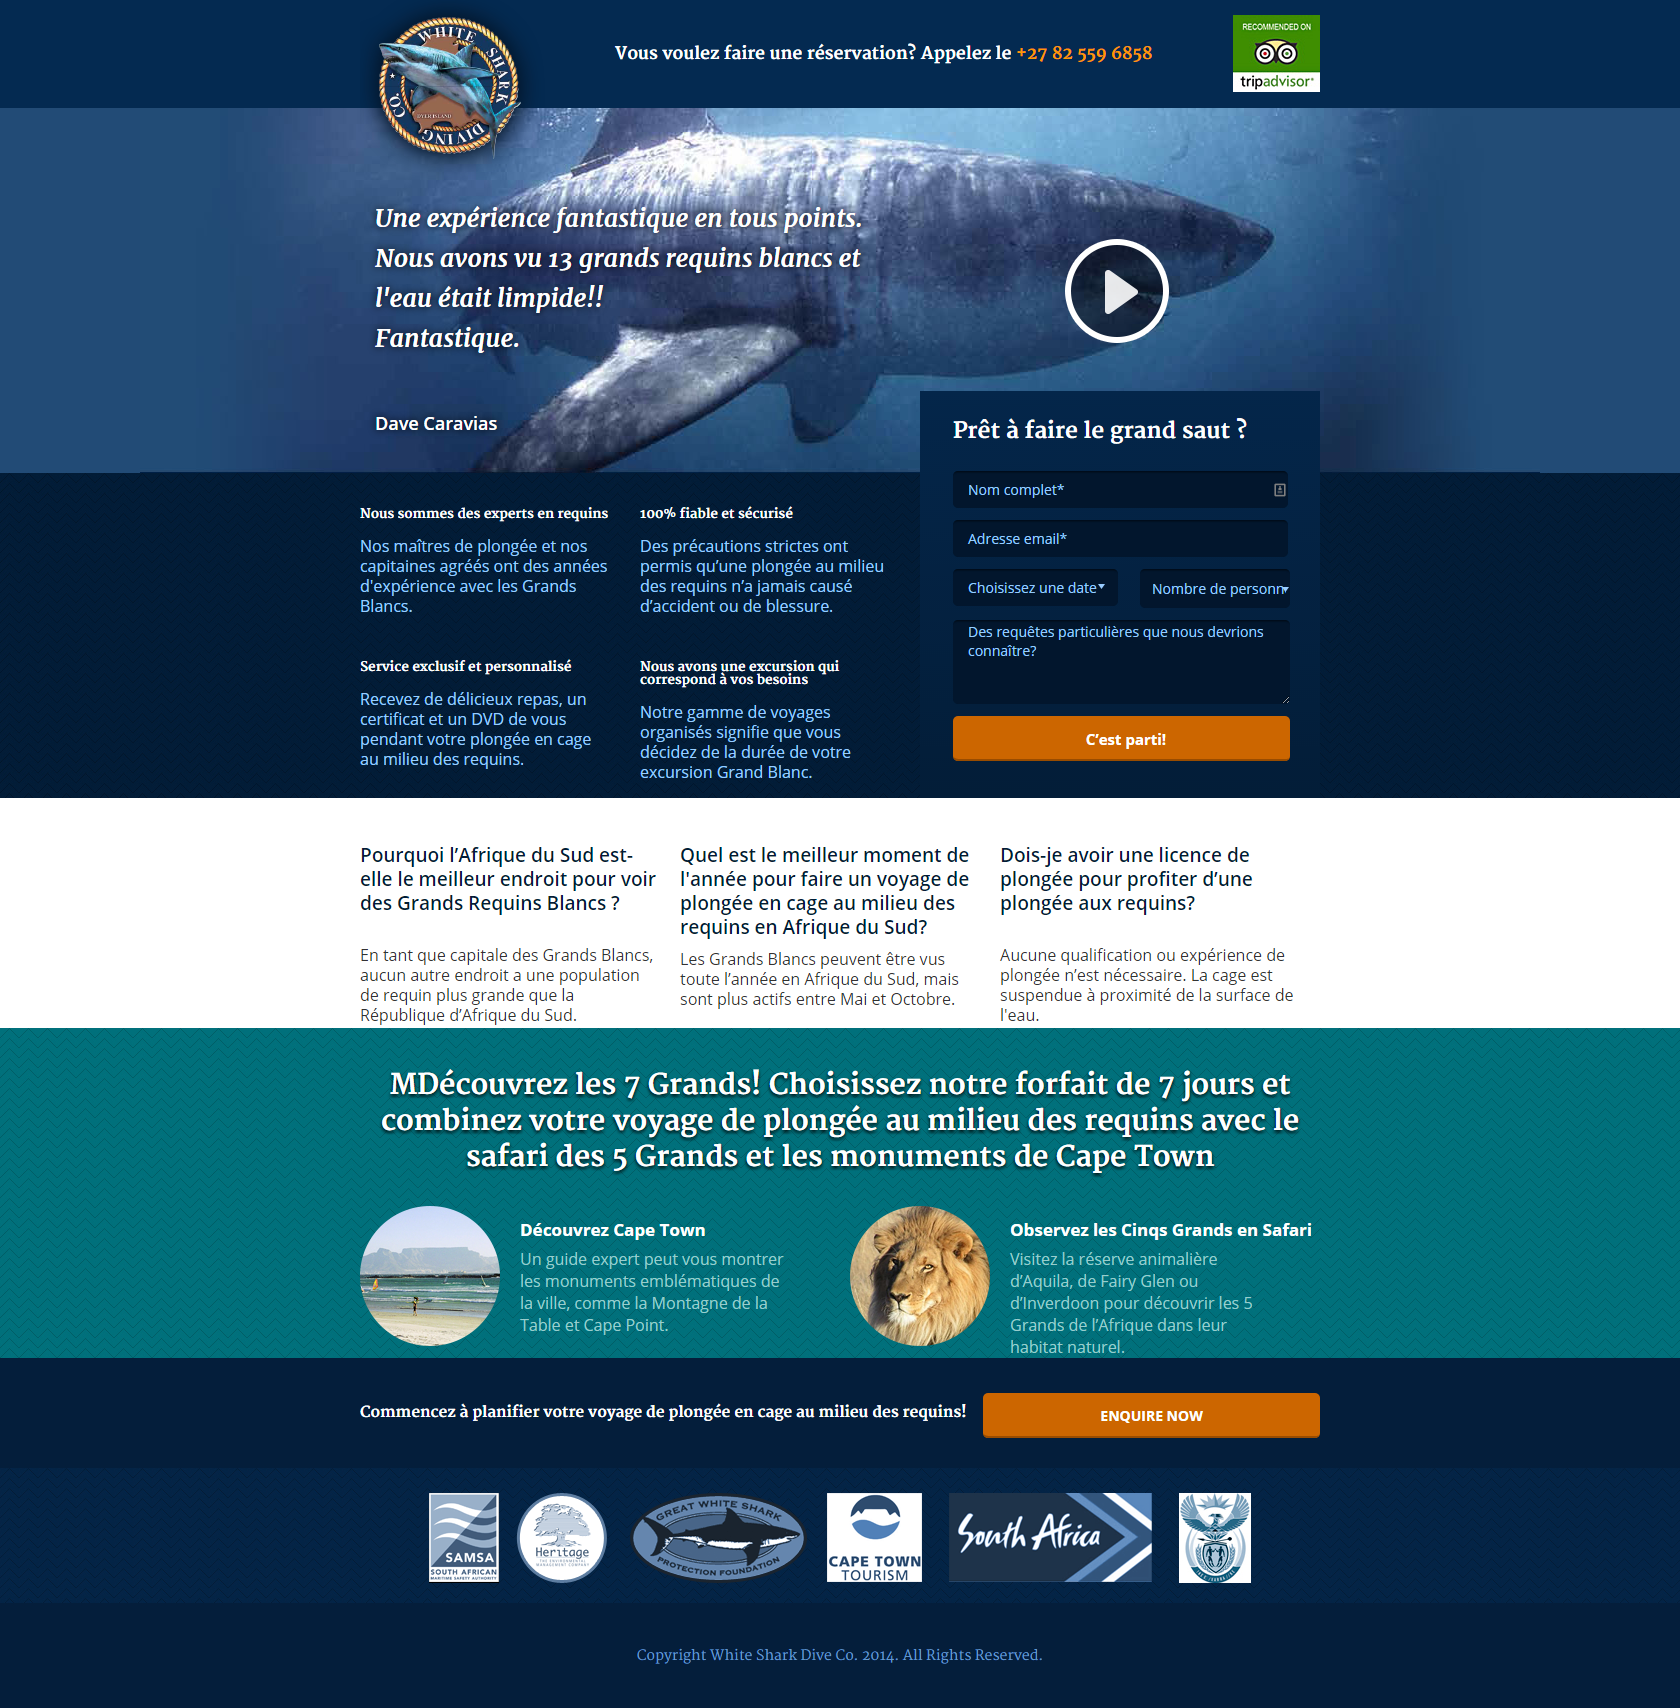 WHITE SHARK
DIVING CO.
DYER ISLAND
Vous voulez faire une réservation? Appelez le +27 82 559 6858
RECOMMENDED ON
tripadvisor®
Une expérience fantastique en tous points.
Nous avons vu 13 grands requins blancs et
l'eau était limpide!!
Fantastique.
Dave Caravias
Prêt à faire le grand saut ?
Nom complet*
Adresse email*
Choisissez une date
Nombre de personn
Des requêtes particulières que nous devrions
connaître?
C’est parti!
Nous sommes des experts en requins
Nos maîtres de plongée et nos
capitaines agréés ont des années
d'expérience avec les Grands
Blancs.
100% fiable et sécurisé
Des précautions strictes ont
permis qu’une plongée au milieu
des requins n’a jamais causé
d’accident ou de blessure.
Service exclusif et personnalisé
Recevez de délicieux repas, un
certificat et un DVD de vous
pendant votre plongée en cage
au milieu des requins.
Nous avons une excursion qui
correspond à vos besoins
Notre gamme de voyages
organisés signifie que vous
décidez de la durée de votre
excursion Grand Blanc.
Pourquoi l’Afrique du Sud est-
elle le meilleur endroit pour voir
des Grands Requins Blancs ?
En tant que capitale des Grands Blancs,
aucun autre endroit a une population
de requin plus grande que la
République d’Afrique du Sud.
Quel est le meilleur moment de
l'année pour faire un voyage de
plongée en cage au milieu des
requins en Afrique du Sud?
Les Grands Blancs peuvent être vus
toute l’année en Afrique du Sud, mais
sont plus actifs entre Mai et Octobre.
Dois-je avoir une licence de
plongée pour profiter d’une
plongée aux requins?
Aucune qualification ou expérience de
plongée n’est nécessaire. La cage est
suspendue à proximité de la surface de
l'eau.
MDécouvrez les 7 Grands! Choisissez notre forfait de 7 jours et
combinez votre voyage de plongée au milieu des requins avec le
safari des 5 Grands et les monuments de Cape Town
Découvrez Cape Town
Un guide expert peut vous montrer
les monuments emblématiques de
la ville, comme la Montagne de la
Table et Cape Point.
Observez les Cinqs Grands en Safari
Visitez la réserve animalière
d’Aquila, de Fairy Glen ou
d’Inverdoon pour découvrir les 5
Grands de l’Afrique dans leur
habitat naturel.
Commencez à planifier votre voyage de plongée en cage au milieu des requins!
ENQUIRE NOW
SAMSA
SOUTH AFRICAN
MARITIME SAFETY AUTHORITY
Heritage
THE ENVIRONMENTAL
MANAGEMENT COMPANY
GREAT WHITE SHARK
PROTECTION FOUNDATION
CAPE TOWN
TOURISM
South Africa
Copyright White Shark Dive Co. 2014. All Rights Reserved.